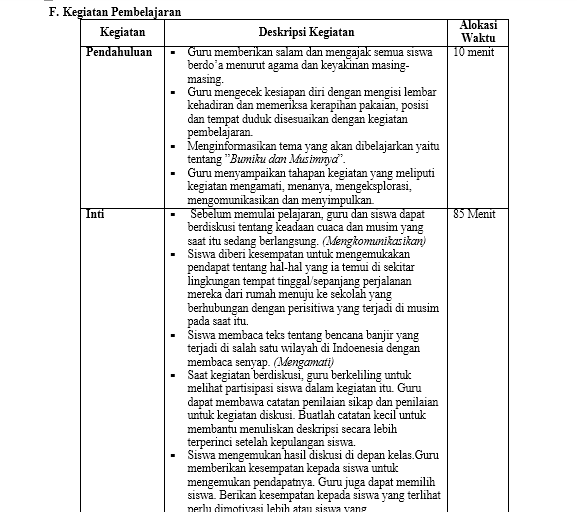 F. Kegiatan Pembelajaran
Kegiatan
Deskripsi Kegiatan
Alokasi
Waktu
Pendahuluan
▪ Guru memberikan salam dan mengajak semua siswa
berdo’a menurut agama dan keyakinan masing-
masing.
▪ Guru mengecek kesiapan diri dengan mengisi lembar
kehadiran dan memeriksa kerapihan pakaian, posisi
dan tempat duduk disesuaikan dengan kegiatan
pembelajaran.
▪ Menginformasikan tema yang akan dibelajarkan yaitu
tentang ”Bumiku dan Musimnya”.
▪ Guru menyampaikan tahapan kegiatan yang meliputi
kegiatan mengamati, menanya, mengeksplorasi,
mengomunikasikan dan menyimpulkan.
10 menit
Inti
▪ Sebelum memulai pelajaran, guru dan siswa dapat
berdiskusi tentang keadaan cuaca dan musim yang
saat itu sedang berlangsung. (Mengkomunikasikan)
▪ Siswa diberi kesempatan untuk mengemukakan
pendapat tentang hal-hal yang ia temui di sekitar
lingkungan tempat tinggal/sepanjang perjalanan
mereka dari rumah menuju ke sekolah yang
berhubungan dengan perisitiwa yang terjadi di musim
pada saat itu.
▪ Siswa membaca teks tentang bencana banjir yang
terjadi di salah satu wilayah di Indoenesia dengan
membaca senyap. (Mengamati)
▪ Saat kegiatan berdiskusi, guru berkeliling untuk
melihat partisipasi siswa dalam kegiatan itu. Guru
dapat membawa catatan penilaian sikap dan penilaian
untuk kegiatan diskusi. Buatlah catatan kecil untuk
membantu menuliskan deskripsi secara lebih
terperinci setelah kepulangan siswa.
▪ Siswa mengemukan hasil diskusi di depan kelas.Guru
memberikan kesempatan kepada siswa untuk
mengemukan pendapatnya. Guru juga dapat memilih
siswa. Berikan kesempatan kepada siswa yang terlihat
perlu dimotivasi lebih atau siswa yang
85 Menit